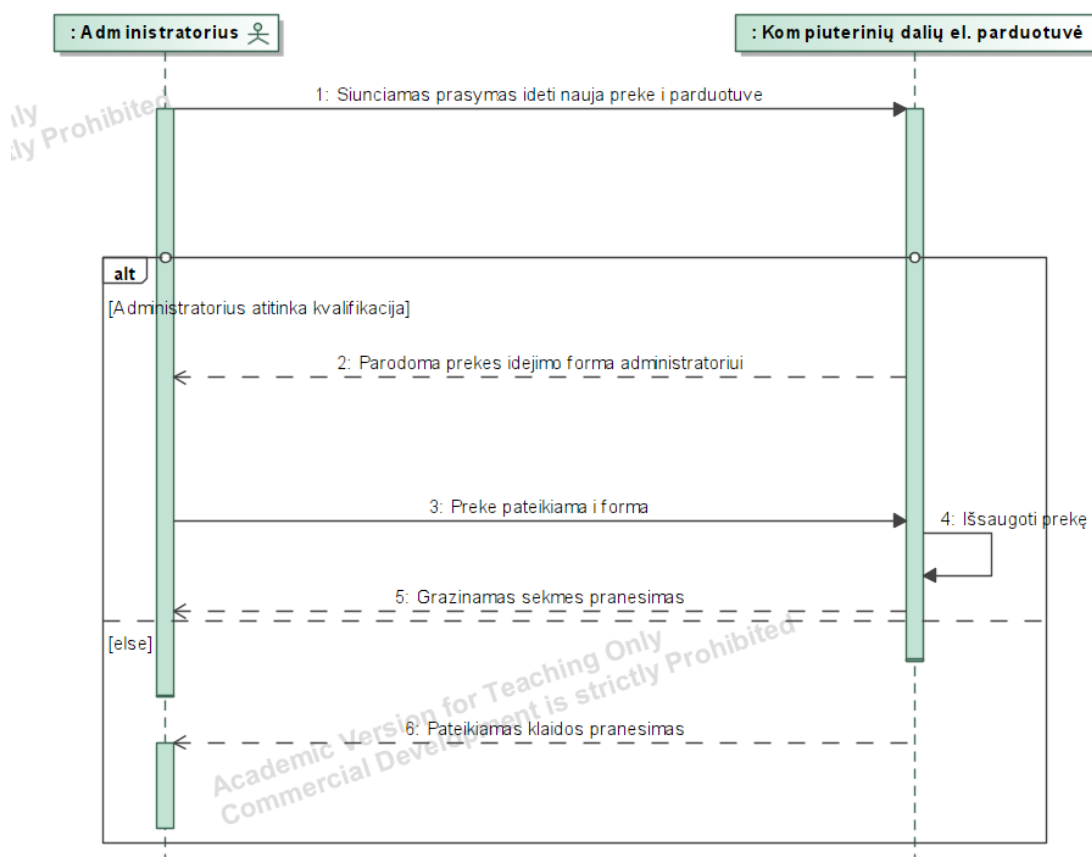 : Administratorius
: Kompiuterinių dalių el. parduotuvė
1: Siunciamas prasymas ideti nauja preke i parduotuve
ly Prohibited
alt
[Administratorius atitinka kvalifikacija]
2: Parodoma prekes idejimo forma administratoriui
3: Preke pateikiama i forma
4: Išsaugoti prekę
5: Grazinamas sekmes pranesimas
[else]
6: Pateikiamas klaidos pranesimas
Academic Version for Teaching Only
Commercial Development is strictly Prohibited